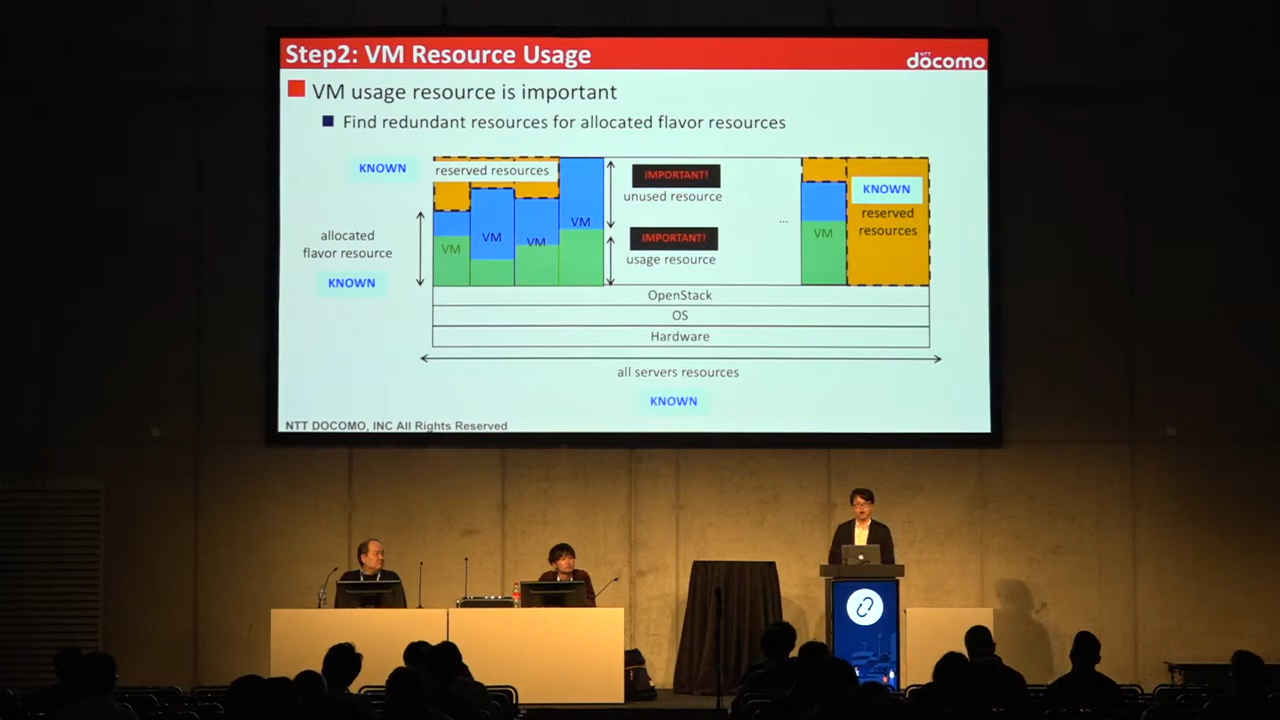 Step2: VM Resource Usage
NTT
docomo
VM usage resource is important
Find redundant resources for allocated flavor resources
KNOWN
reserved resources
IMPORTANT!
unused resource
KNOWN
reserved
resources
allocated
flavor resource
KNOWN
VM
VM
VM
VM
IMPORTANT!
usage resource
...
VM
OpenStack
OS
Hardware
all servers resources
KNOWN
NTT DOCOMO, INC All Rights Reserved